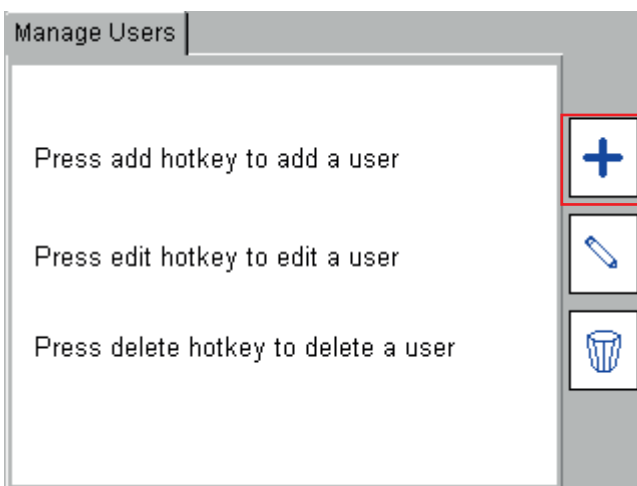 Manage Users
Press add hotkey to add a user
Press edit hotkey to edit a user
Press delete hotkey to delete a user